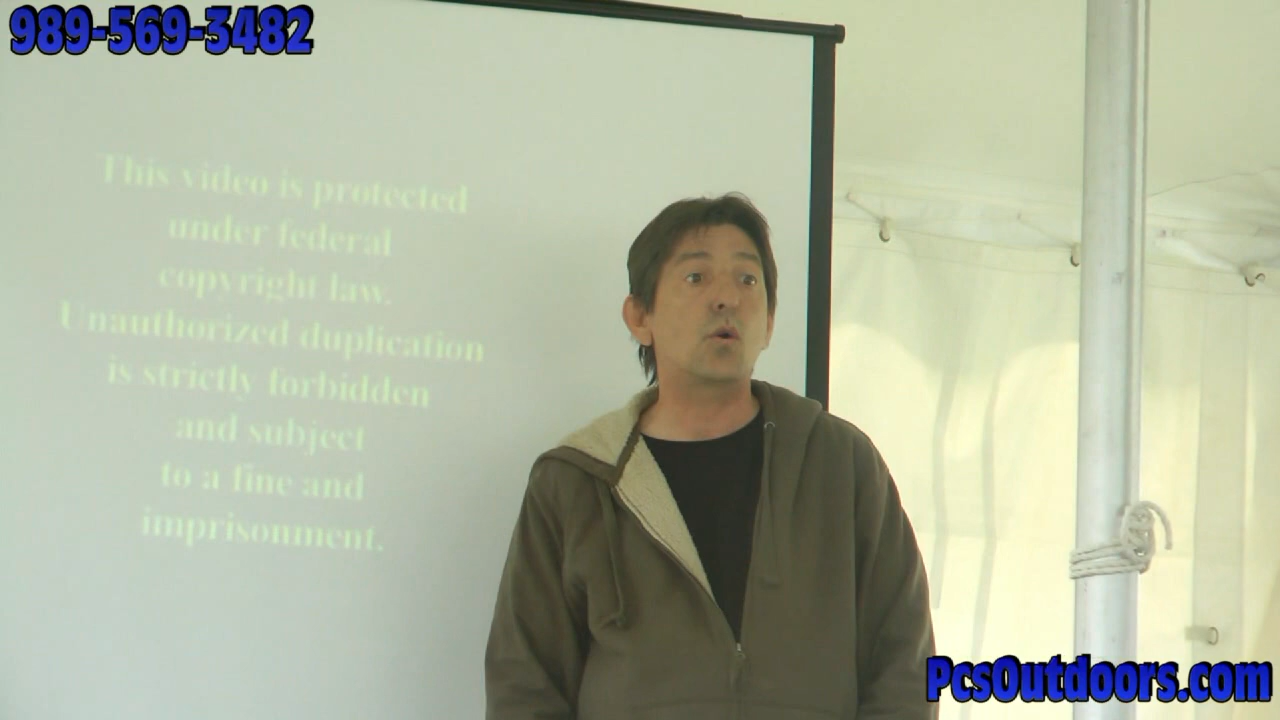 989-569-3482
This video is protected
under federal
copyright law.
Unauthorized duplication
is strictly forbidden
and subject
to a fine and
imprisonment.
PcsOutdoors.com